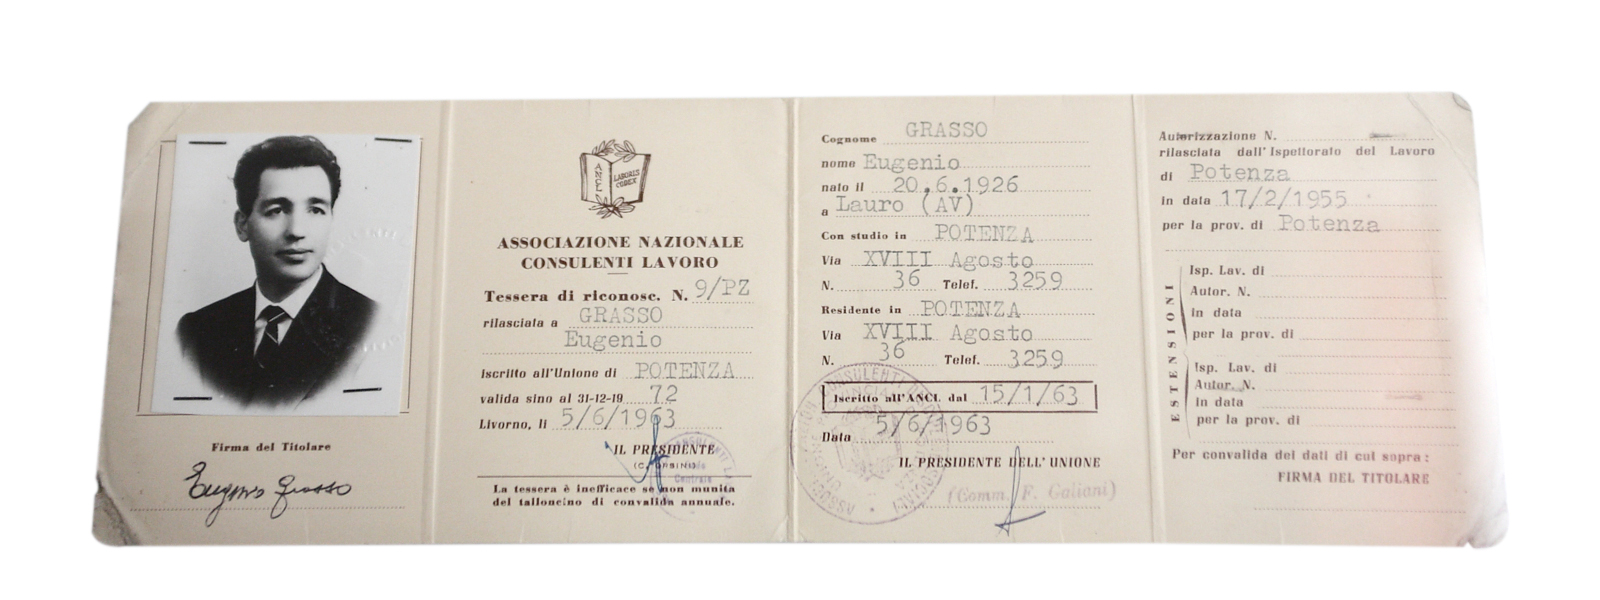 Firma del Titolare
Eugenio Grasso
ANCL
LABORIS
CODEX
ASSOCIAZIONE NAZIONALE
CONSULENTI LAVORO
Tessera di riconosc. N. 9/PZ
rilasciata a GRASSO
Eugenio
iscritto all'Unione di POTENZA
valida sino al 31-12-19 72
Livorno, li 5/6/1963
IL PRESIDENTE
(C. ORSINI)
La tessera è inefficace se non munita
del talloncino di convalida annuale.
Cognome GRASSO
nome Eugenio
nato il 20.6.1926
a Lauro (AV)
Con studio in POTENZA
Via XVIII Agosto
N. 36 Telef. 3259
Residente in POTENZA
Via XVIII Agosto
N. 36 Telef. 3259
Iscritto all'ANCL dal 15/1/63
Data 5/6/1963
IL PRESIDENTE DELL'UNIONE
(Comm. F. Galiani)
Autorizzazione N.
rilasciata dall'Ispettorato del Lavoro
di Potenza
in data 17/2/1955
per la prov. di Potenza
ESTENSIONI
Isp. Lav. di
Autor. N.
in data
per la prov. di
Isp. Lav. di
Autor. N.
in data
per la prov. di
Per convalida dei dati di cui sopra:
FIRMA DEL TITOLARE